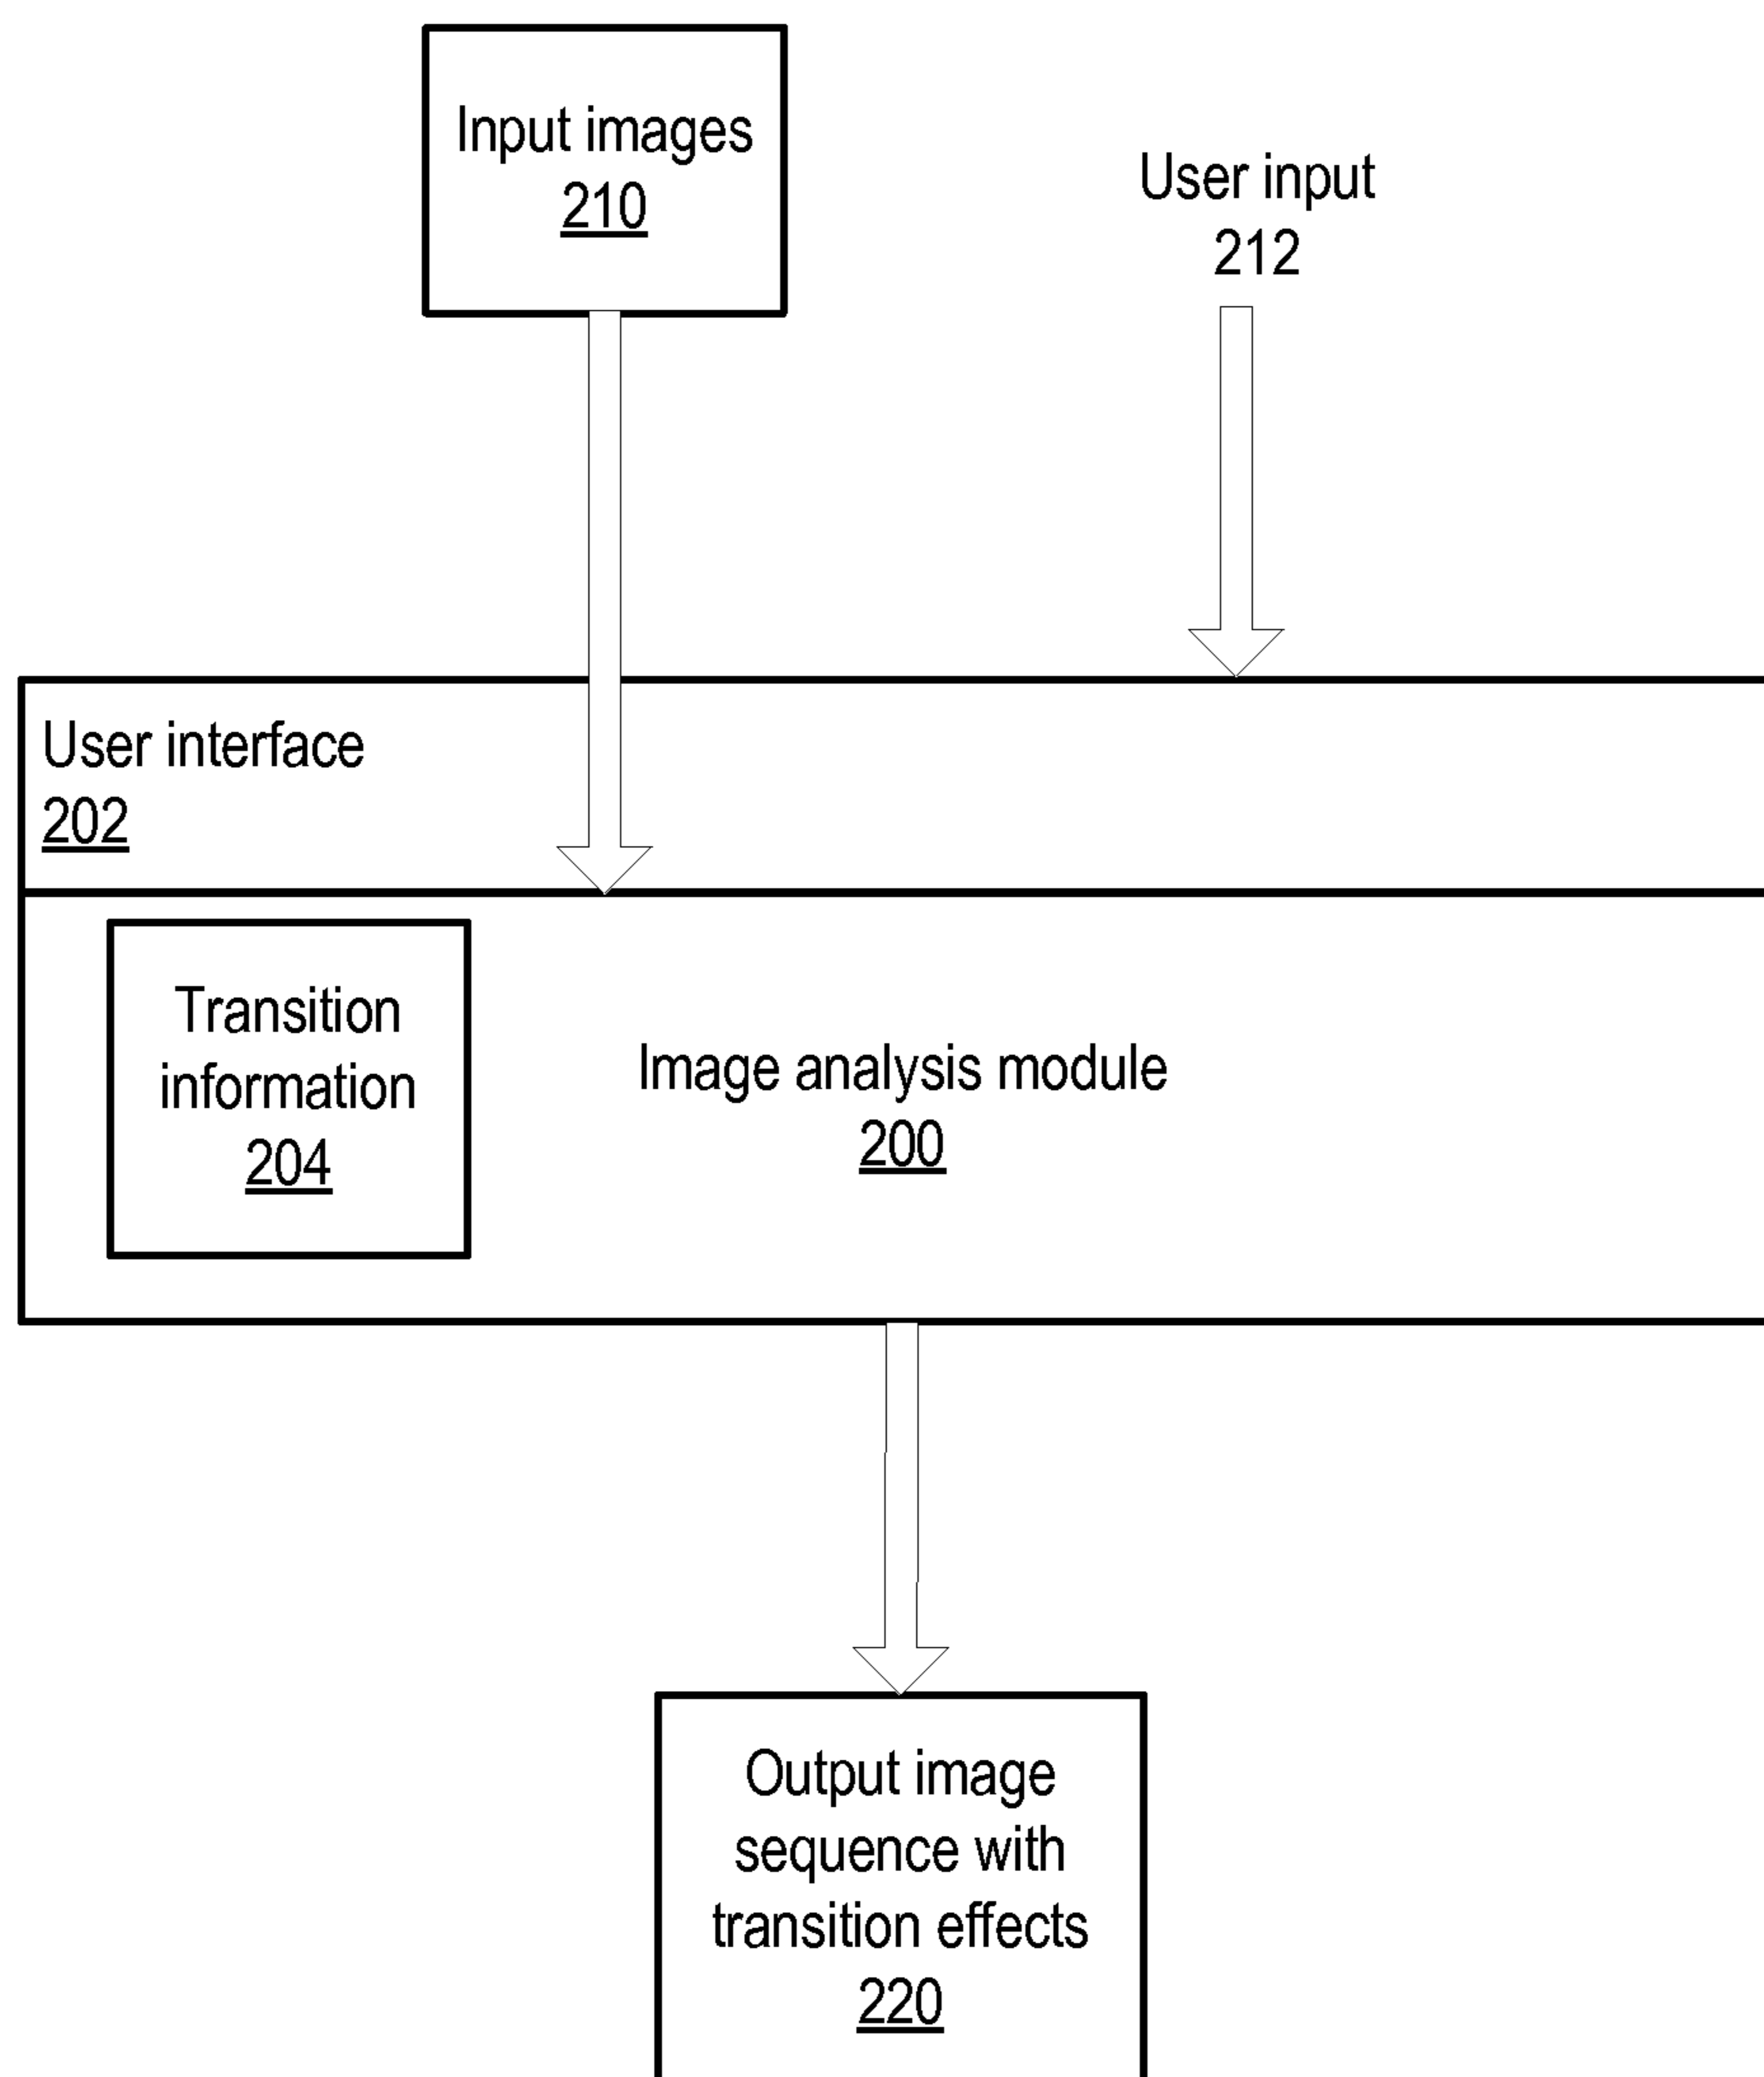 Input images
210
User input
212
User interface
202
Transition
information
204
Image analysis module
200
Output image
sequence with
transition effects
220